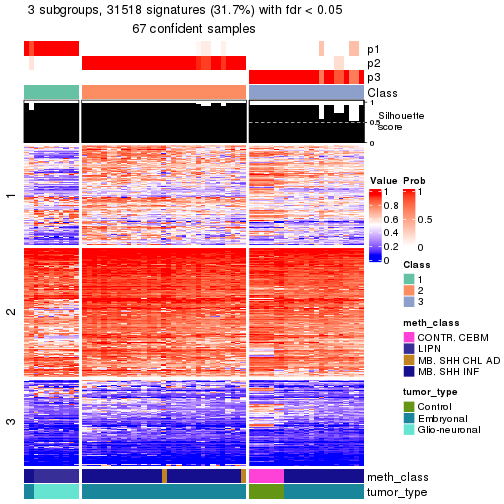 3 subgroups, 31518 signatures (31.7%) with fdr < 0.05
67 confident samples
p1
p2
p3
Class
1
0.5
0
Silhouette
score
1
2
3
Value
1
0.8
0.6
0.4
0.2
0
Prob
1
0.5
0
Class
1
2
3
meth_class
CONTR. CEBM
LIPN
MB. SHH CHL AD
MB. SHH INF
tumor_type
Control
Embryonal
Glio-neuronal
meth_class
tumor_type